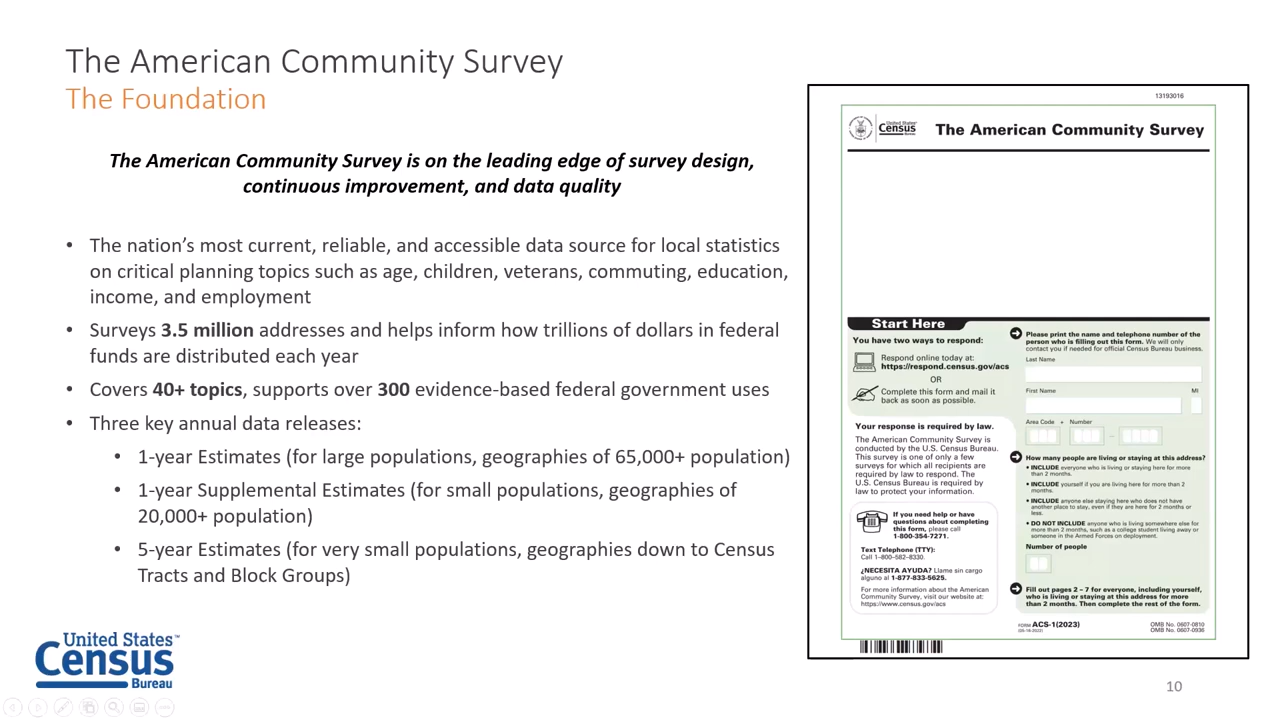 The American Community Survey
The Foundation
The American Community Survey is on the leading edge of survey design,
continuous improvement, and data quality
• The nation’s most current, reliable, and accessible data source for local statistics
on critical planning topics such as age, children, veterans, commuting, education,
income, and employment
• Surveys 3.5 million addresses and helps inform how trillions of dollars in federal
funds are distributed each year
• Covers 40+ topics, supports over 300 evidence-based federal government uses
• Three key annual data releases:
• 1-year Estimates (for large populations, geographies of 65,000+ population)
• 1-year Supplemental Estimates (for small populations, geographies of
20,000+ population)
• 5-year Estimates (for very small populations, geographies down to Census
Tracts and Block Groups)
13193016
United States
Census
Bureau
The American Community Survey
Start Here
You have two ways to respond:
Respond online today at:
https://respond.census.gov/acs
OR
Complete this form and mail it
back as soon as possible.
Your response is required by law.
The American Community Survey is
conducted by the U.S. Census Bureau.
This survey is one of only a few
surveys for which all recipients are
required by law to respond. The
U.S. Census Bureau is required by
law to protect your information.
If you need help or have
questions about completing
this form, please call
1-800-354-7271.
Text Telephone (TTY):
Call 1-800-582-8330.
¿NECESITA AYUDA? Llame sin cargo
alguno al 1-877-833-5625.
For more information about the American
Community Survey, visit our website at:
https://www.census.gov/acs
Please print the name and telephone number of the
person who is filling out this form. We will only
contact you if needed for official Census Bureau business.
Last Name
First Name
MI
Area Code + Number
–
How many people are living or staying at this address?
• INCLUDE everyone who is living or staying here for more
than 2 months.
• INCLUDE yourself if you are living here for more than 2
months.
• INCLUDE anyone else staying here who does not have
another place to stay, even if they are here for 2 months or
less.
• DO NOT INCLUDE anyone who is living somewhere else for
more than 2 months, such as a college student living away or
someone in the Armed Forces on deployment.
Number of people
Fill out pages 2 – 7 for everyone, including yourself,
who is living or staying at this address for more
than 2 months. Then complete the rest of the form.
FORM ACS-1(2023)
OMB No. 0607-0810
OMB No. 0607-0936
United States™
Census
Bureau
10